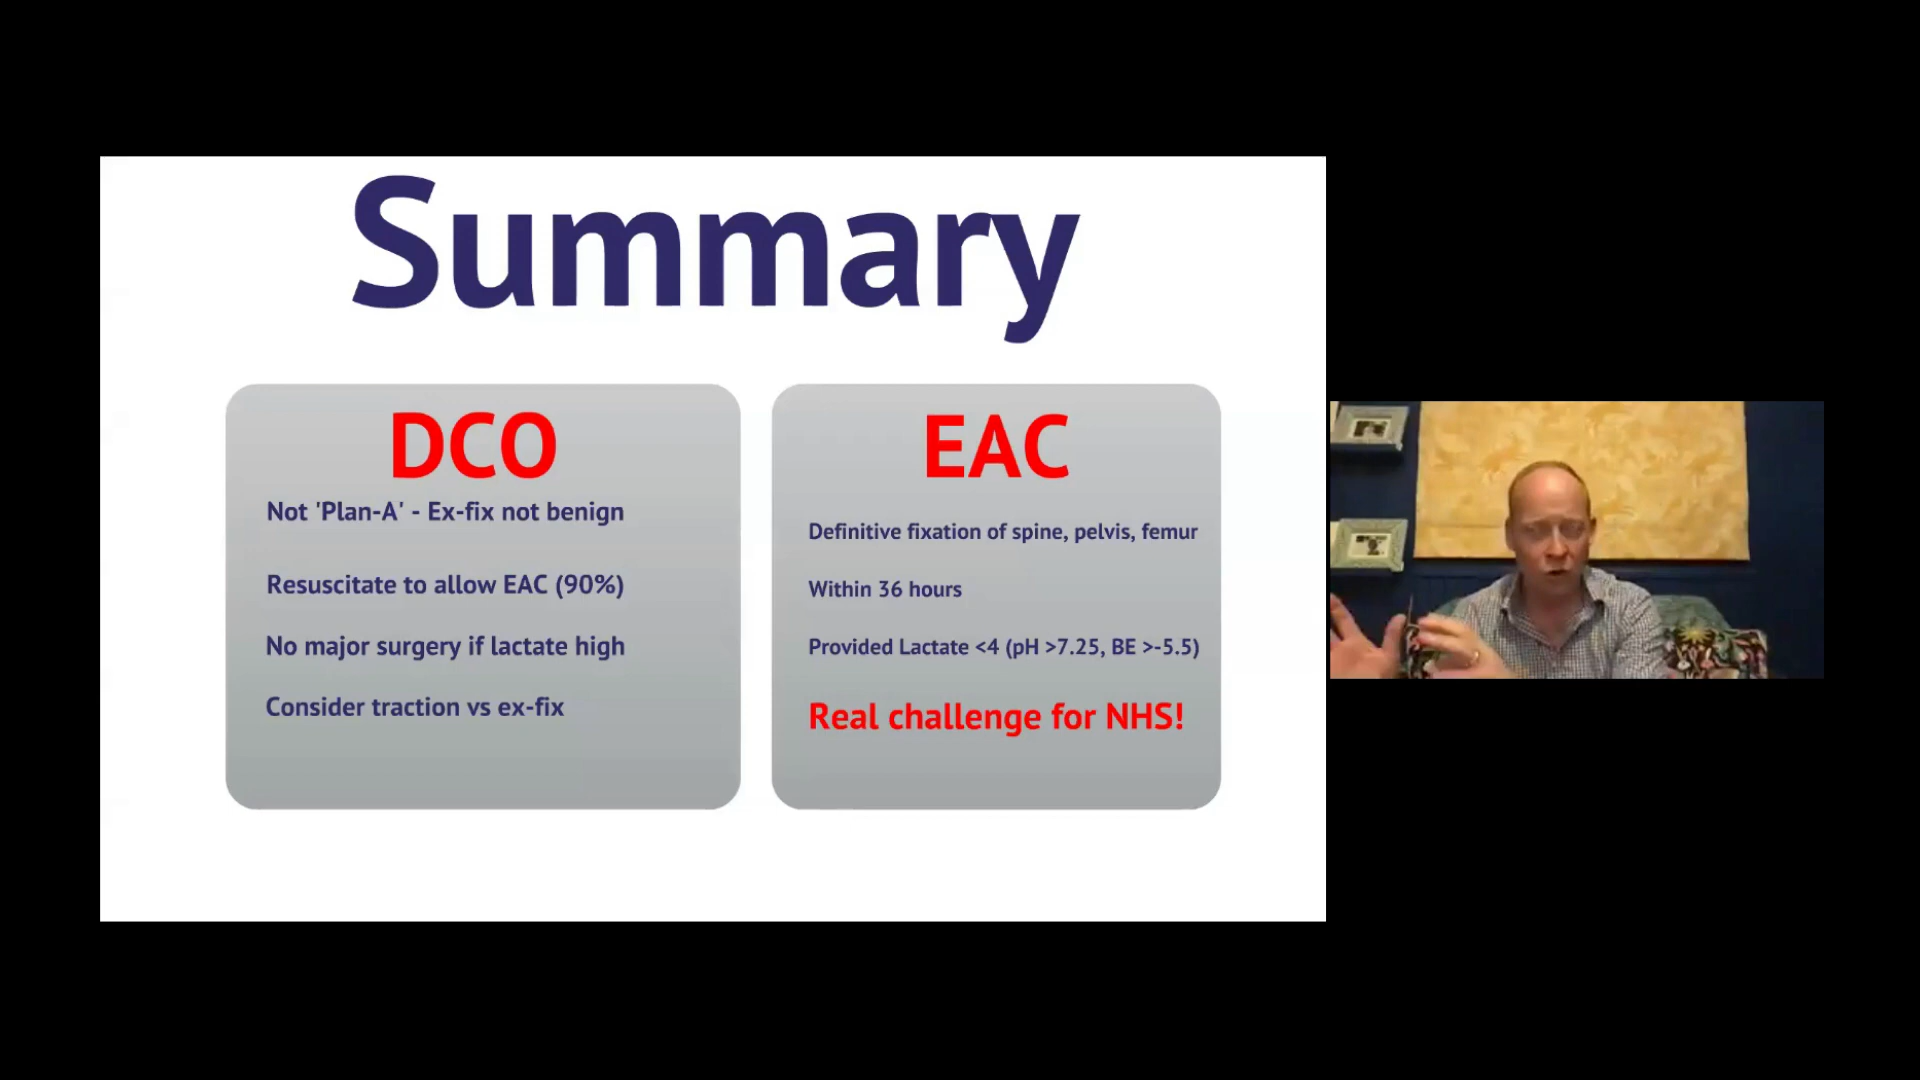 Summary
DCO
Not 'Plan-A' - Ex-fix not benign
Resuscitate to allow EAC (90%)
No major surgery if lactate high
Consider traction vs ex-fix
EAC
Definitive fixation of spine, pelvis, femur
Within 36 hours
Provided Lactate <4 (pH >7.25, BE >-5.5)
Real challenge for NHS!